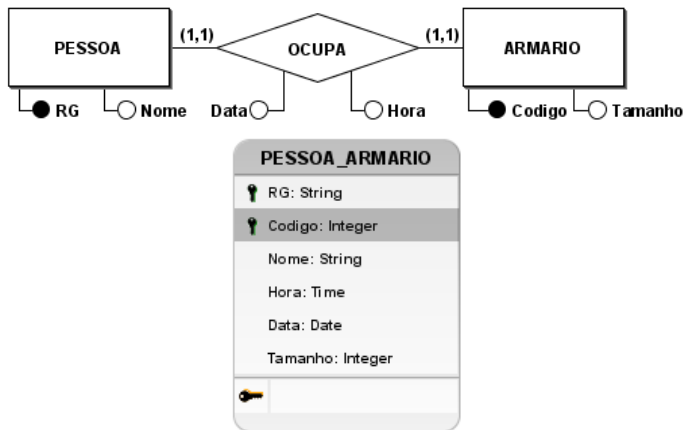 PESSOA (1,1) OCUPA (1,1) ARMARIO
RG Nome Data Hora Codigo Tamanho
PESSOA_ARMARIO
RG: String
Codigo: Integer
Nome: String
Hora: Time
Data: Date
Tamanho: Integer